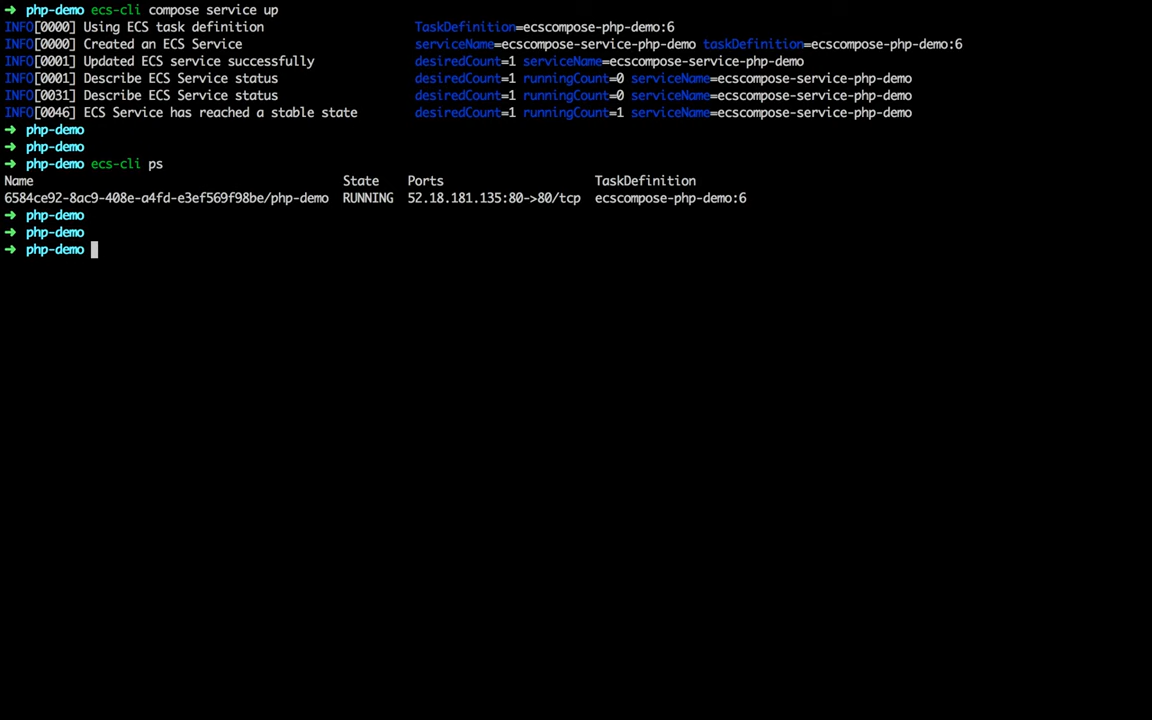 ➜ php-demo ecs-cli compose service up
INFO[0000] Using ECS task definition TaskDefinition=ecscompose-php-demo:6
INFO[0000] Created an ECS Service serviceName=ecscompose-service-php-demo taskDefinition=ecscompose-php-demo:6
INFO[0001] Updated ECS service successfully desiredCount=1 serviceName=ecscompose-service-php-demo
INFO[0001] Describe ECS Service status desiredCount=1 runningCount=0 serviceName=ecscompose-service-php-demo
INFO[0031] Describe ECS Service status desiredCount=1 runningCount=0 serviceName=ecscompose-service-php-demo
INFO[0046] ECS Service has reached a stable state desiredCount=1 runningCount=1 serviceName=ecscompose-service-php-demo
➜ php-demo
➜ php-demo
➜ php-demo ecs-cli ps
Name State Ports TaskDefinition
6584ce92-8ac9-408e-a4fd-e3ef569f98be/php-demo RUNNING 52.18.181.135:80->80/tcp ecscompose-php-demo:6
➜ php-demo
➜ php-demo
➜ php-demo